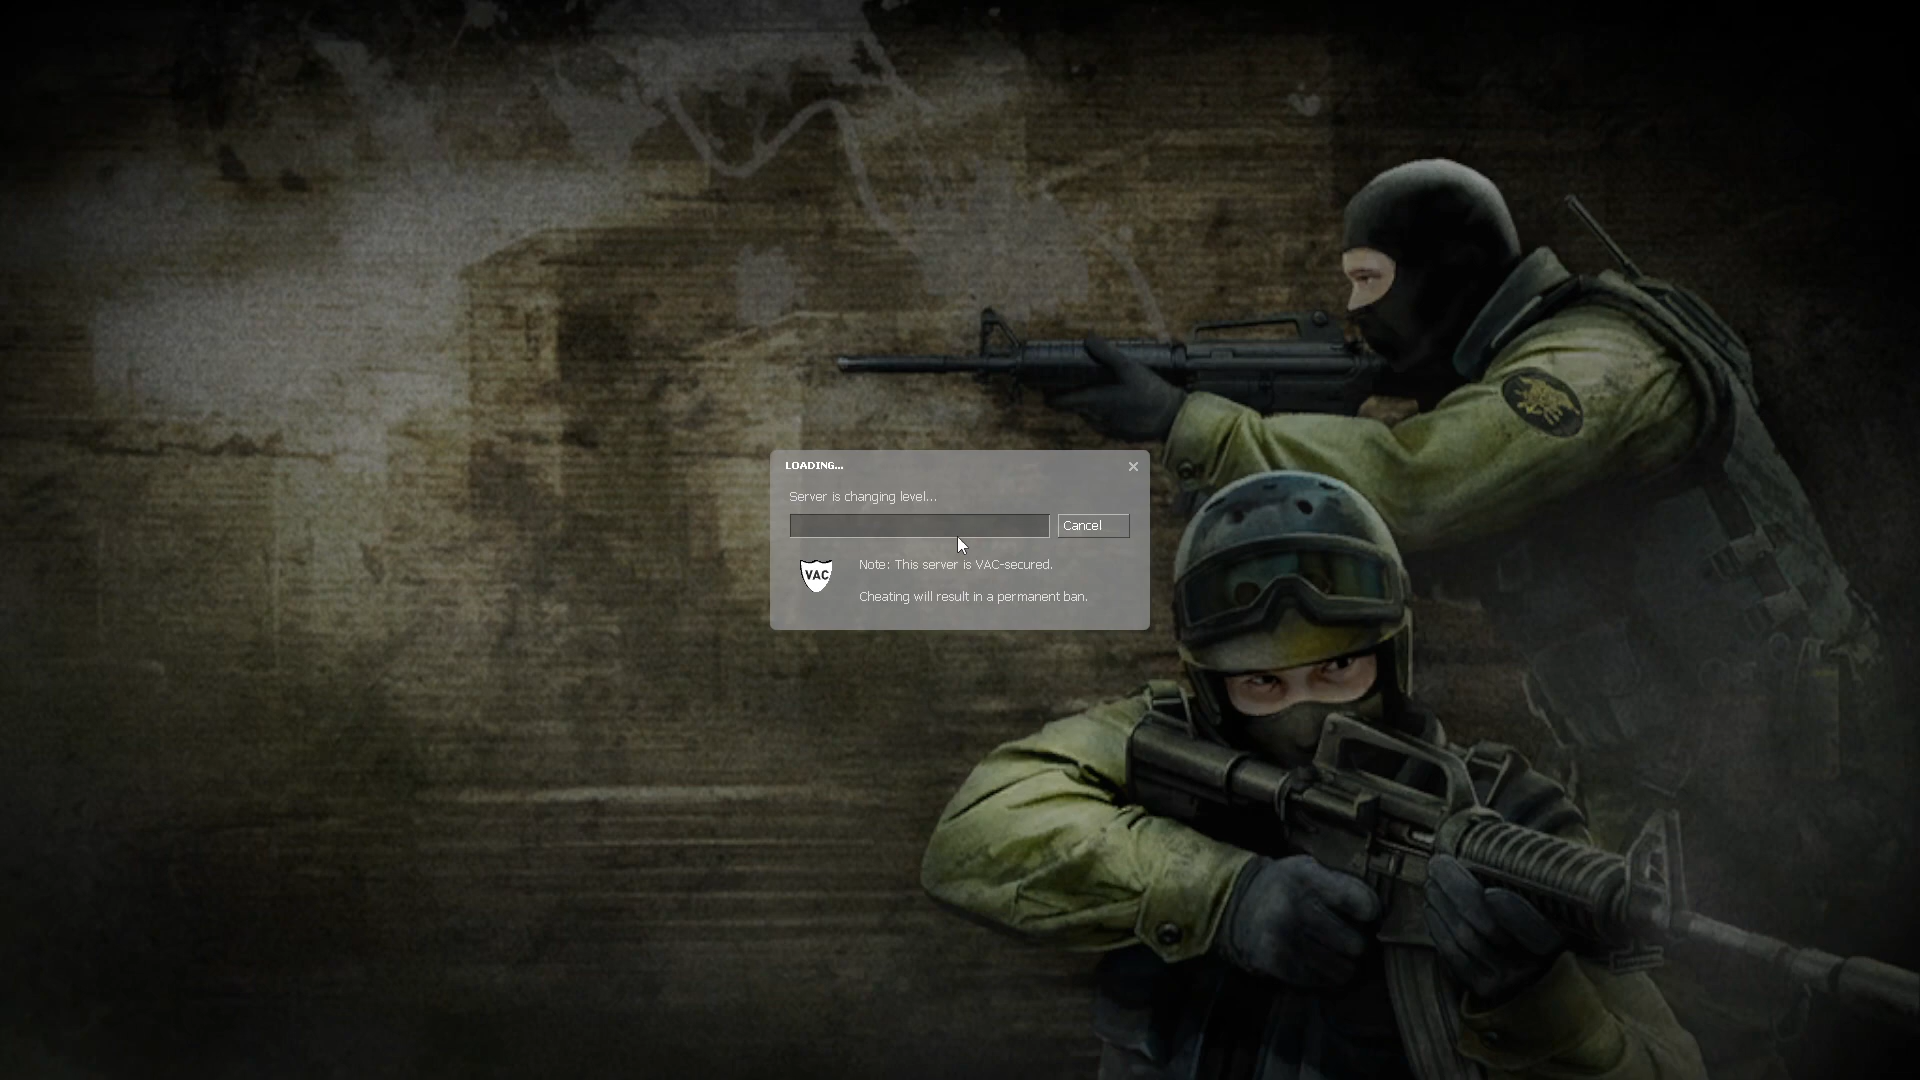 LOADING...
Server is changing level...
Cancel
VAC
Note: This server is VAC-secured.
Cheating will result in a permanent ban.